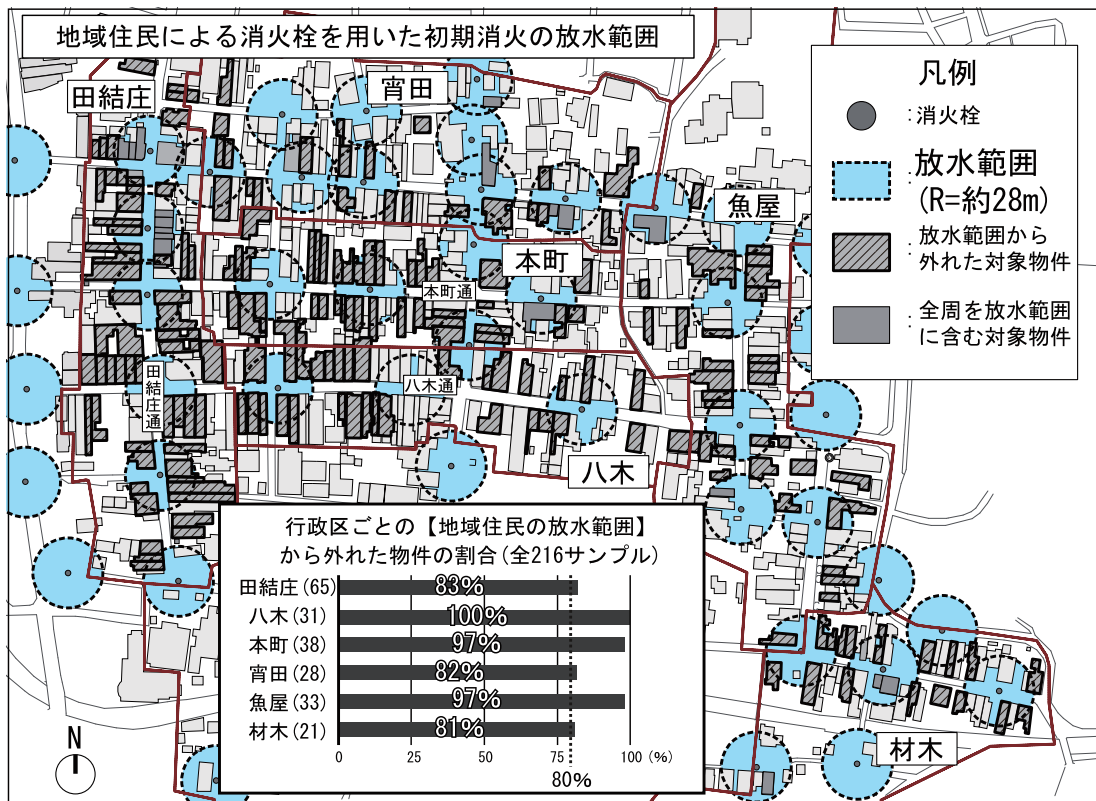 地域住民による消火栓を用いた初期消火の放水範囲
田結庄
宵田
魚屋
本町
本町通
八木通
田結庄通
八木
材木
凡例
:消火栓
:放水範囲
(R=約28m)
:放水範囲から
外れた対象物件
:全周を放水範囲
に含む対象物件
行政区ごとの【地域住民の放水範囲】
から外れた物件の割合(全216サンプル)
田結庄(65) 83%
八木(31) 100%
本町(38) 97%
宵田(28) 82%
魚屋(33) 97%
材木(21) 81%
0 25 50 75 100 (%)
80%
N